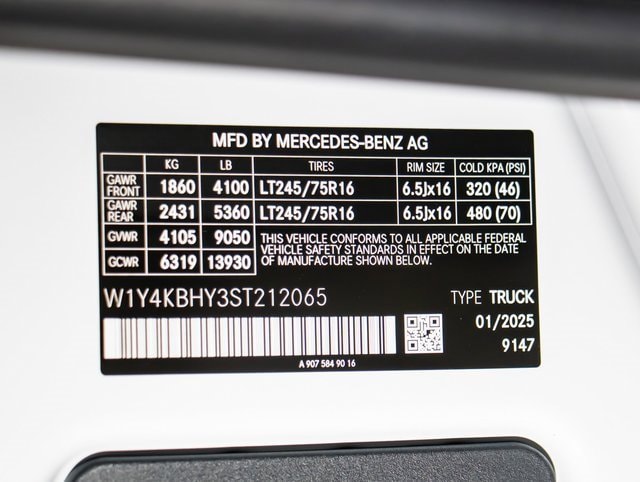 MFD BY MERCEDES-BENZ AG
KG LB TIRES RIM SIZE COLD KPA (PSI)
GAWR FRONT 1860 4100 LT245/75R16 6.5Jx16 320 (46)
GAWR REAR 2431 5360 LT245/75R16 6.5Jx16 480 (70)
GVWR 4105 9050 THIS VEHICLE CONFORMS TO ALL APPLICABLE FEDERAL
VEHICLE SAFETY STANDARDS IN EFFECT ON THE DATE
GCWR 6319 13930 OF MANUFACTURE SHOWN BELOW.
W1Y4KBHY3ST212065 TYPE TRUCK
01/2025
9147
A 907 584 90 16